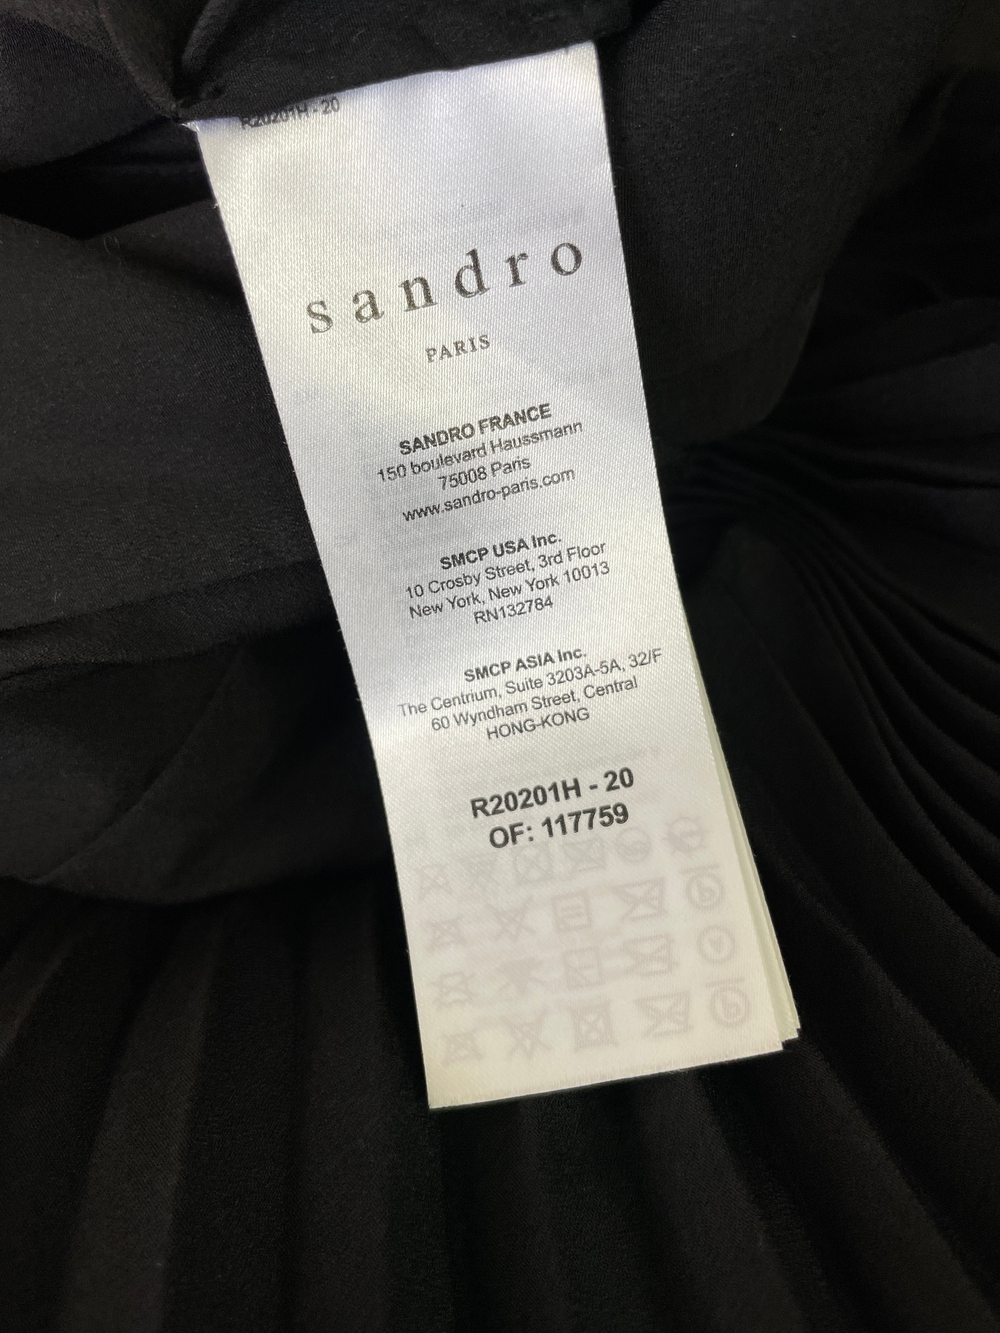 R20201H - 20
sandro
PARIS
SANDRO FRANCE
150 boulevard Haussmann
75008 Paris
www.sandro-paris.com
SMCP USA Inc.
10 Crosby Street, 3rd Floor
New York, New York 10013
RN132784
SMCP ASIA Inc.
The Centrium, Suite 3203A-5A, 32/F
60 Wyndham Street, Central
HONG-KONG
R20201H - 20
OF: 117759